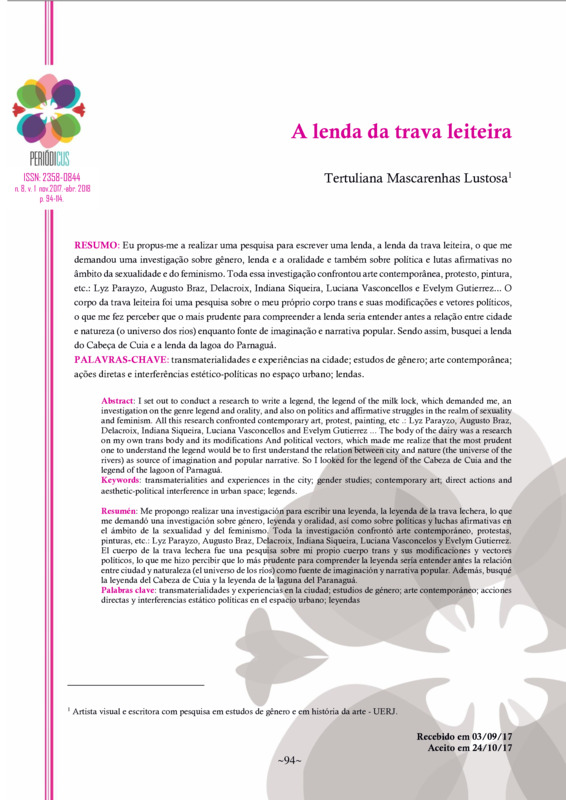 PERIÓDICUS
ISSN: 2358-0844
n. 8, v. 1 nov.2017.-abr. 2018
p. 94-114
A lenda da trava leiteira
Tertuliana Mascarenhas Lustosa1
RESUMO: Eu propus-me a realizar uma pesquisa para escrever uma lenda, a lenda da trava leiteira, o que me
demandou uma investigação sobre gênero, lenda e a oralidade e também sobre política e lutas afirmativas no
âmbito da sexualidade e do feminismo. Toda essa investigação confrontou arte contemporânea, protesto, pintura,
etc.: Lyz Parayzo, Augusto Braz, Delacroix, Indiana Siqueira, Luciana Vasconcellos e Evelym Gutierrez... O
corpo da trava leiteira foi uma pesquisa sobre o meu próprio corpo trans e suas modificações e vetores políticos,
o que me fez perceber que o mais prudente para compreender a lenda seria entender antes a relação entre cidade
e natureza (o universo dos rios) enquanto fonte de imaginação e narrativa popular. Sendo assim, busquei a lenda
do Cabeça de Cuia e a lenda da lagoa do Parnaguá.
PALAVRAS-CHAVE: transmaterialidades e experiências na cidade; estudos de gênero; arte contemporânea;
ações diretas e interferências estético-políticas no espaço urbano; lendas.
Abstract: I set out to conduct a research to write a legend, the legend of the milk lock, which demanded me, an
investigation on the genre legend and orality, and also on politics and affirmative struggles in the realm of sexuality
and feminism. All this research confronted contemporary art, protest, painting, etc .: Lyz Parayzo, Augusto Braz,
Delacroix, Indiana Siqueira, Luciana Vasconcellos and Evelym Gutierrez ... The body of the dairy was a research
on my own trans body and its modifications And political vectors, which made me realize that the most prudent
one to understand the legend would be to first understand the relation between city and nature (the universe of the
rivers) as source of imagination and popular narrative. So I looked for the legend of the Cabeza de Cuia and the
legend of the lagoon of Parnaguá.
Keywords: transmaterialities and experiences in the city; gender studies; contemporary art; direct actions and
aesthetic-political interference in urban space; legends.
Resumén: Me propongo realizar una investigación para escribir una leyenda, la leyenda de la trava lechera, lo que
me demandó una investigación sobre género, leyenda y oralidad, así como sobre políticas y luchas afirmativas en
el ámbito de la sexualidad y del feminismo. Toda la investigación confrontó arte contemporáneo, protestas,
pinturas, etc.: Lyz Parayzo, Augusto Braz, Delacroix, Indiana Siqueira, Luciana Vasconcelos y Evelym Gutierrez.
El cuerpo de la trava lechera fue una pesquisa sobre mi propio cuerpo trans y sus modificaciones y vectores
políticos, lo que me hizo percibir que lo más prudente para comprender la leyenda sería entender antes la relación
entre ciudad y naturaleza (el universo de los ríos) como fuente de imaginación y narrativa popular. Además, busqué
la leyenda del Cabeza de Cuia y la leyenda de la laguna del Paranaguá.
Palabras clave: transmaterialidades y experiencias en la ciudad; estudios de género; arte contemporáneo; acciones
directas y interferencias estático políticas en el espacio urbano; leyendas
1 Artista visual e escritora com pesquisa em estudos de gênero e em história da arte - UERJ.
Recebido em 03/09/17
Aceito em 24/10/17
~94~